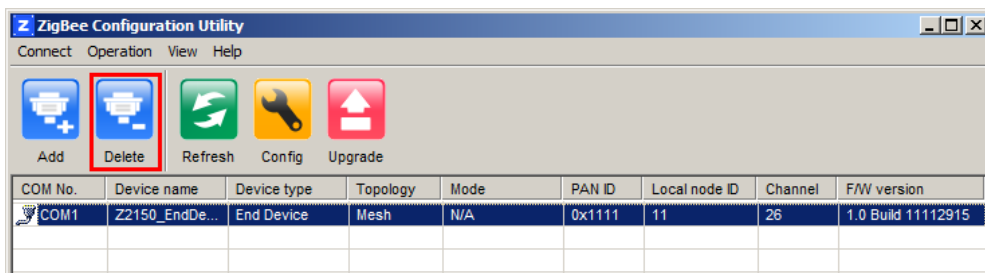 Z ZigBee Configuration Utility
Connect Operation View Help
Add Delete Refresh Config Upgrade
COM No. Device name Device type Topology Mode PAN ID Local node ID Channel F/W version
COM1 Z2150_EndDe... End Device Mesh N/A 0x1111 11 26 1.0 Build 11112915